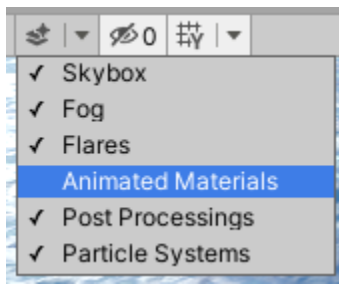 0
Skybox
Fog
Flares
Animated Materials
Post Processings
Particle Systems